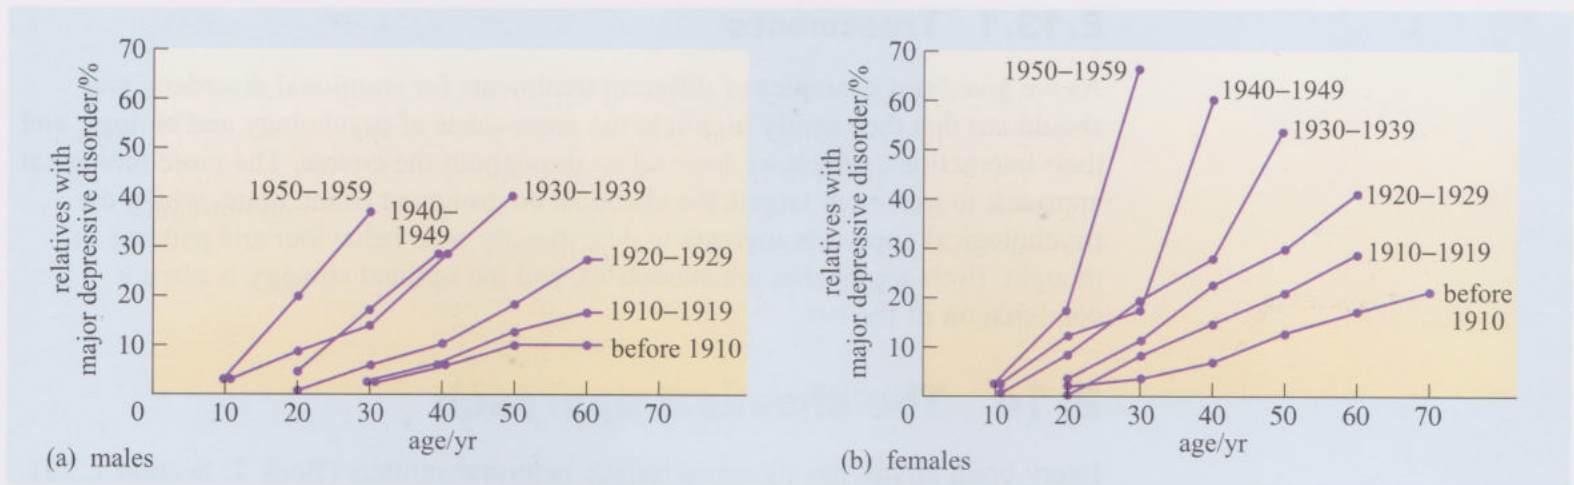 70
60
50
40
30
20
10
0
relatives with
major depressive disorder/%
1950–1959
1940–
1949
1930–1939
1920–1929
1910–1919
before 1910
10 20 30 40 50 60 70
age/yr
(a) males
70
60
50
40
30
20
10
0
relatives with
major depressive disorder/%
1950–1959
1940–1949
1930–1939
1920–1929
1910–1919
before
1910
10 20 30 40 50 60 70
age/yr
(b) females